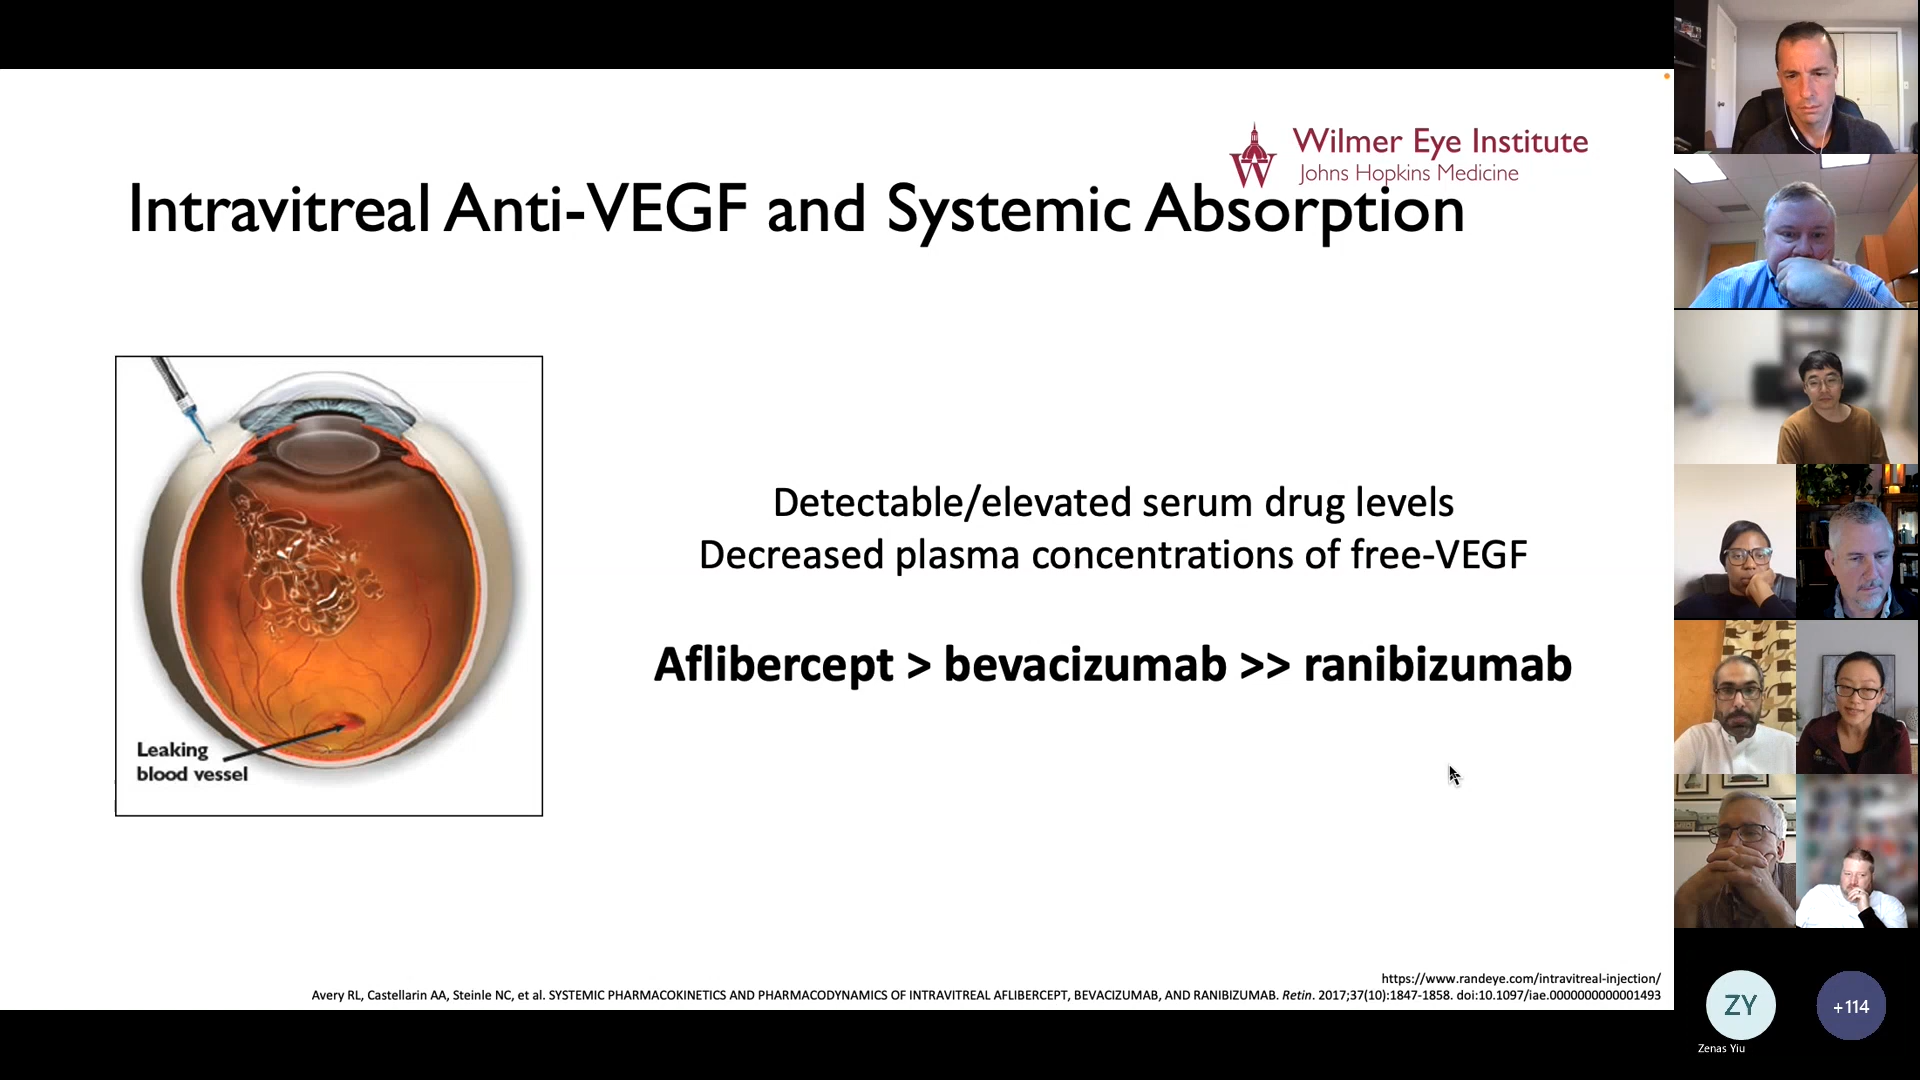 Wilmer Eye Institute
Johns Hopkins Medicine
Intravitreal Anti-VEGF and Systemic Absorption
Detectable/elevated serum drug levels
Decreased plasma concentrations of free-VEGF
Aflibercept > bevacizumab >> ranibizumab
Leaking
blood vessel
https://www.randeye.com/intravitreal-injection/
Avery RL, Castellarin AA, Steinle NC, et al. SYSTEMIC PHARMACOKINETICS AND PHARMACODYNAMICS OF INTRAVITREAL AFLIBERCEPT, BEVACIZUMAB, AND RANIBIZUMAB. Retin. 2017;37(10):1847-1858. doi:10.1097/iae.0000000000001493
ZY
Zenas Yiu
+114